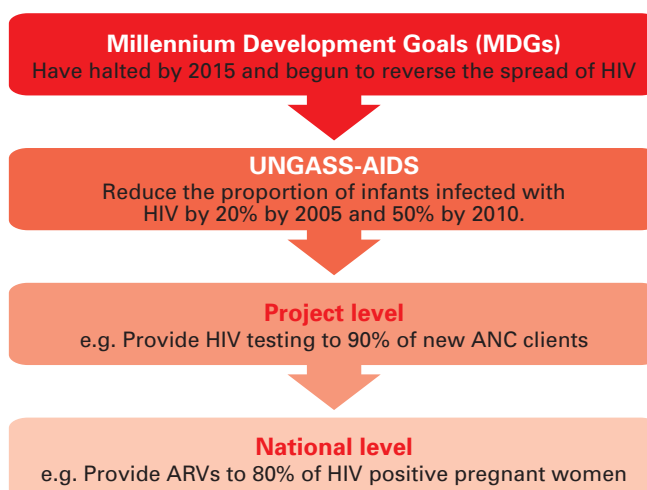 Millennium Development Goals (MDGs)
Have halted by 2015 and begun to reverse the spread of HIV
UNGASS-AIDS
Reduce the proportion of infants infected with
HIV by 20% by 2005 and 50% by 2010.
Project level
e.g. Provide HIV testing to 90% of new ANC clients
National level
e.g. Provide ARVs to 80% of HIV positive pregnant women